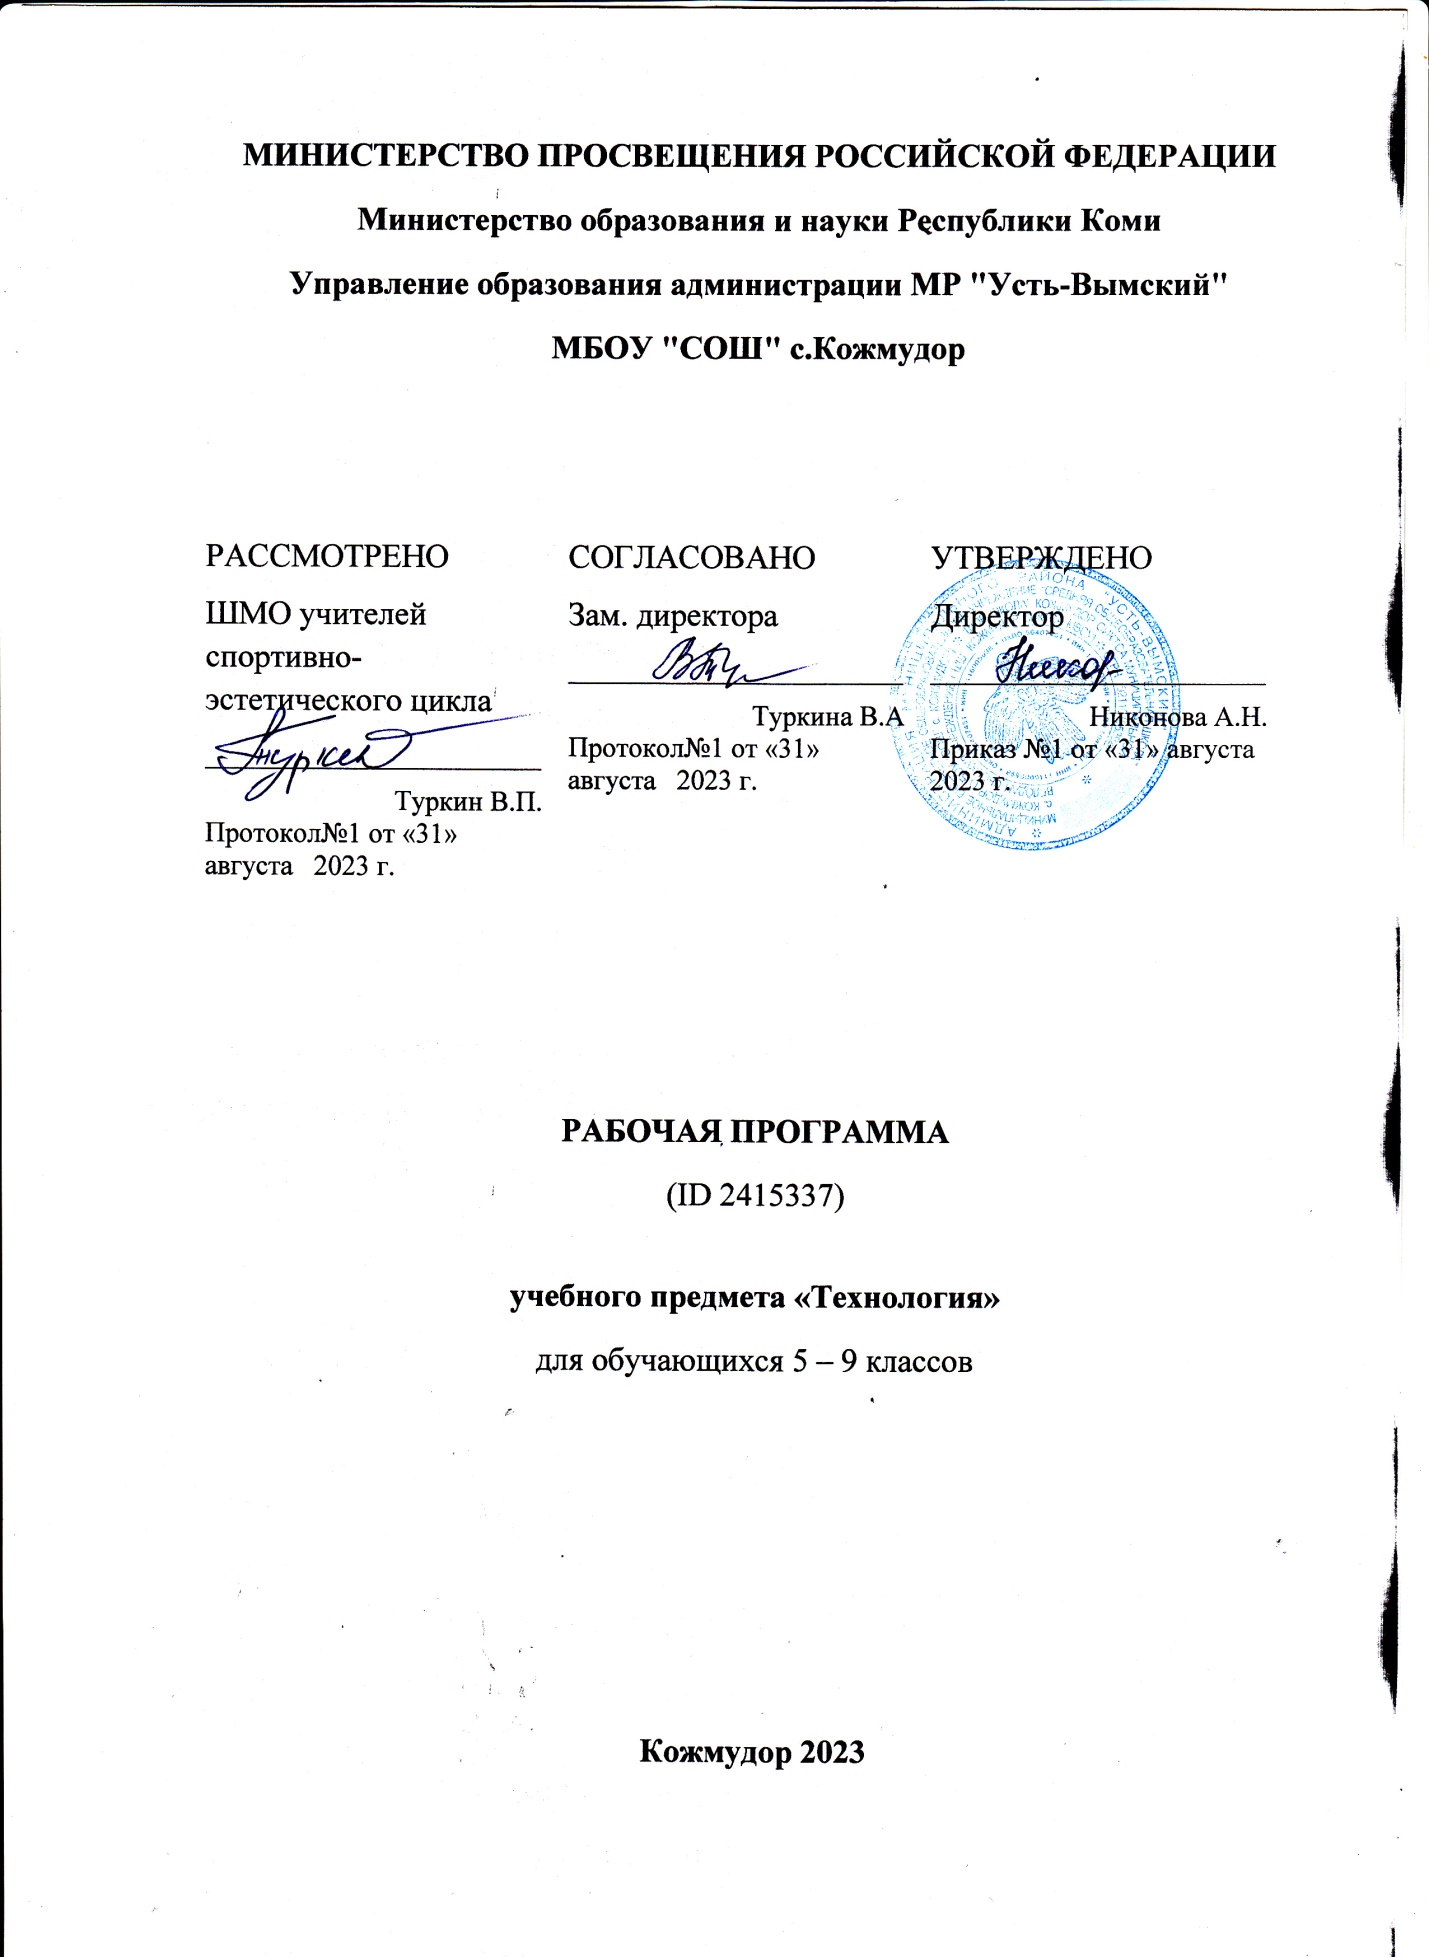 МИНИСТЕРСТВО ПРОСВЕЩЕНИЯ РОССИЙСКОЙ ФЕДЕРАЦИИ
Министерство образования и науки Республики Коми
Управление образования администрации МР "Усть-Вымский"
МБОУ "СОШ" с.Кожмудор
РАССМОТРЕНО
ШМО учителей
спортивно-
эстетического цикла
Туркин В.П.
Протокол№1 от «31»
августа 2023 г.
СОГЛАСОВАНО
Зам. директора
Туркина В.А
Протокол№1 от «31»
августа 2023 г.
УТВЕРЖДЕНО
Директор
Никонова А.Н.
Приказ №1 от «31» августа
2023 г.
РАБОЧАЯ ПРОГРАММА
(ID 2415337)
учебного предмета «Технология»
для обучающихся 5 – 9 классов
Кожмудор 2023